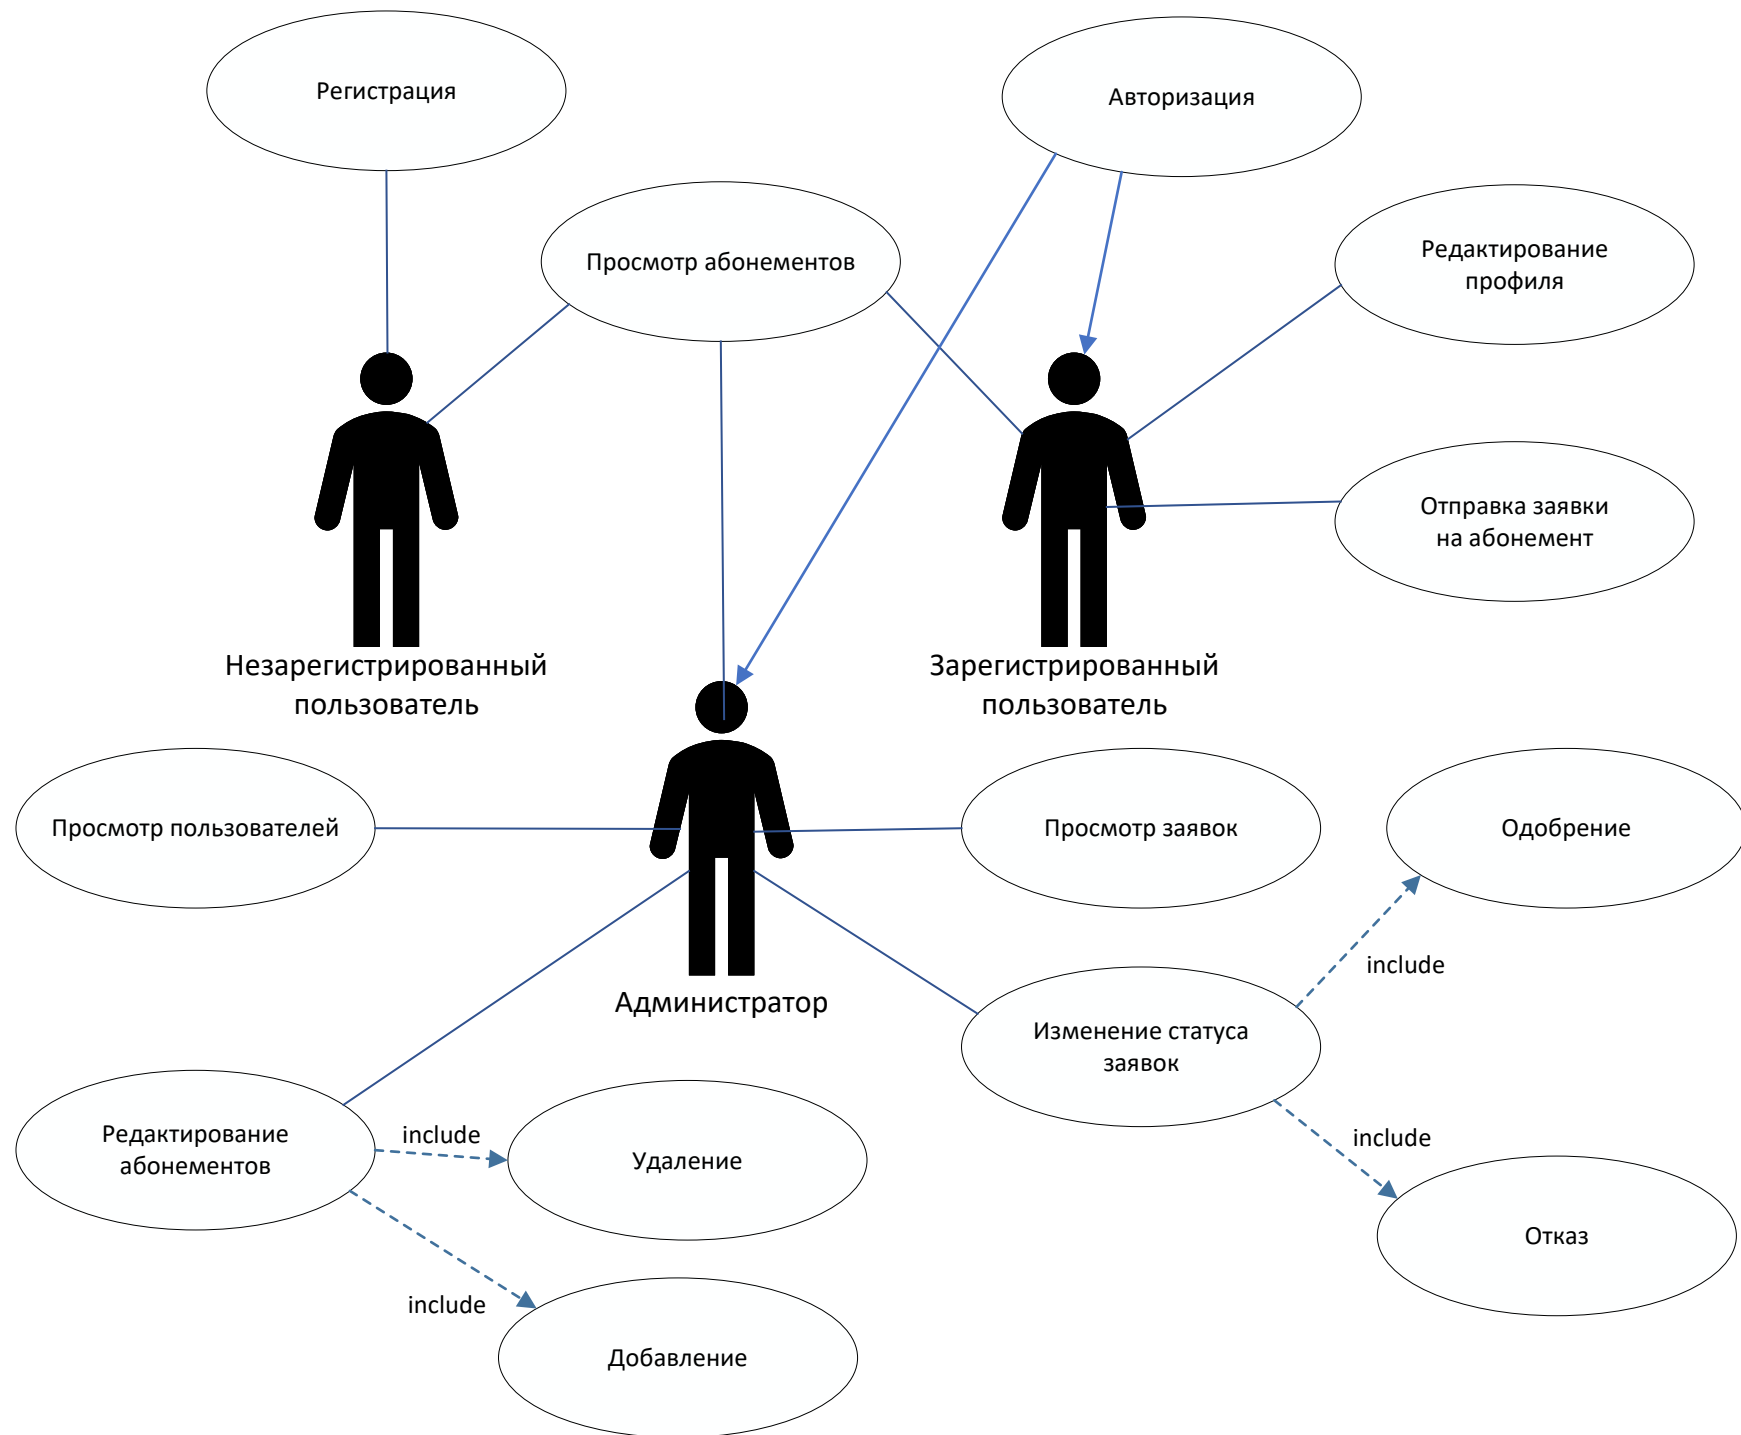 Регистрация
Авторизация
Просмотр абонементов
Редактирование
профиля
Отправка заявки
на абонемент
Незарегистрированный
пользователь
Зарегистрированный
пользователь
Просмотр пользователей
Просмотр заявок
Одобрение
include
Администратор
Изменение статуса
заявок
include
Редактирование
абонементов
include
Удаление
Отказ
include
Добавление